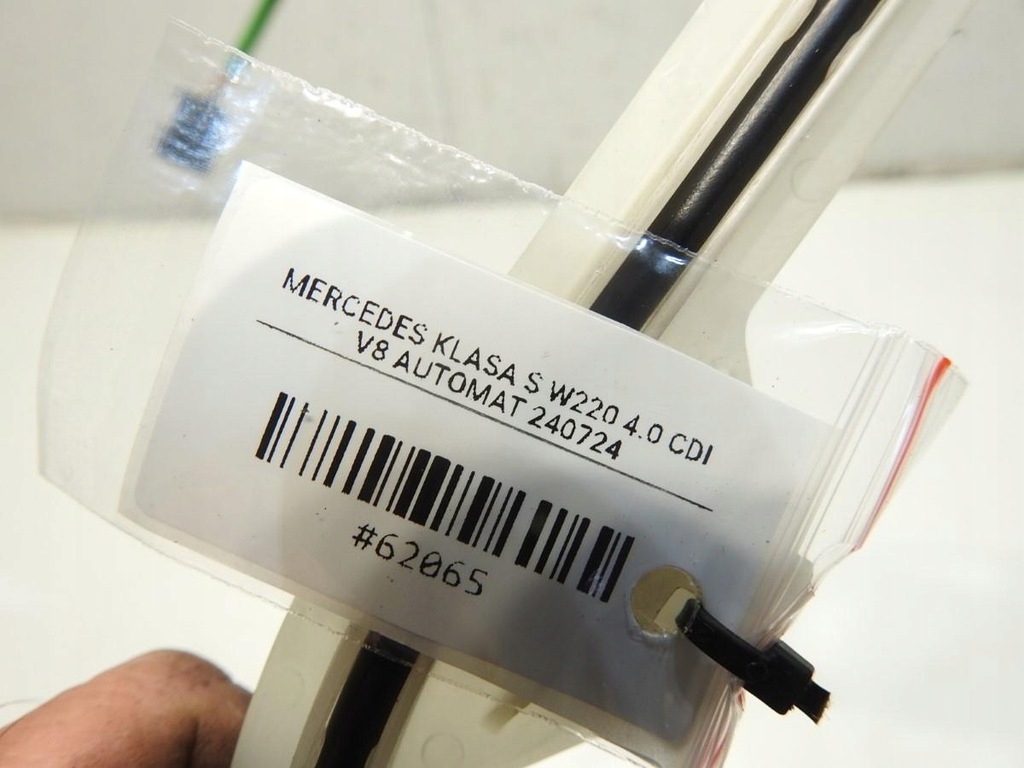 MERCEDES KLASA S W220 4.0 CDI
V8 AUTOMAT 240724
#62065